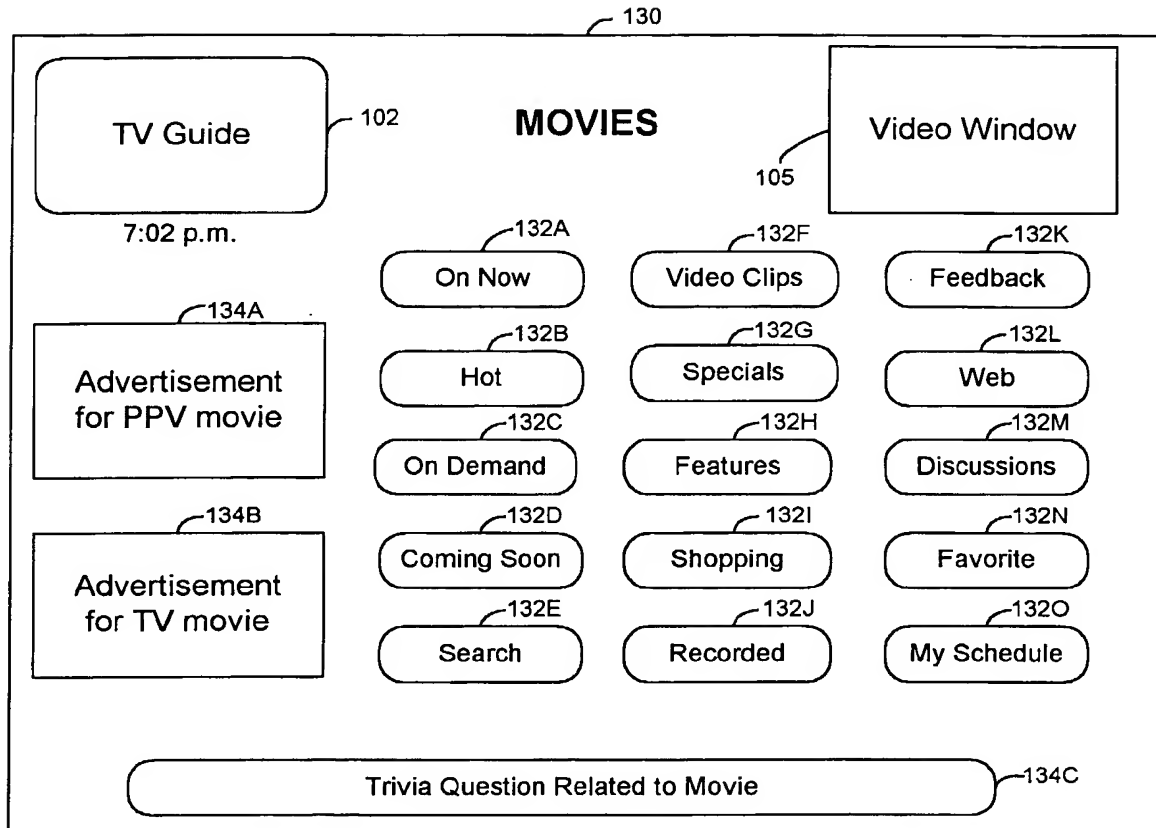 130
TV Guide
102
MOVIES
Video Window
105
7:02 p.m.
132A
132F
132K
On Now
Video Clips
Feedback
134A
132B
132G
132L
Advertisement
for PPV movie
Hot
Specials
Web
132C
132H
132M
On Demand
Features
Discussions
134B
132D
132I
132N
Advertisement
for TV movie
Coming Soon
Shopping
Favorite
132E
132J
132O
Search
Recorded
My Schedule
Trivia Question Related to Movie
134C